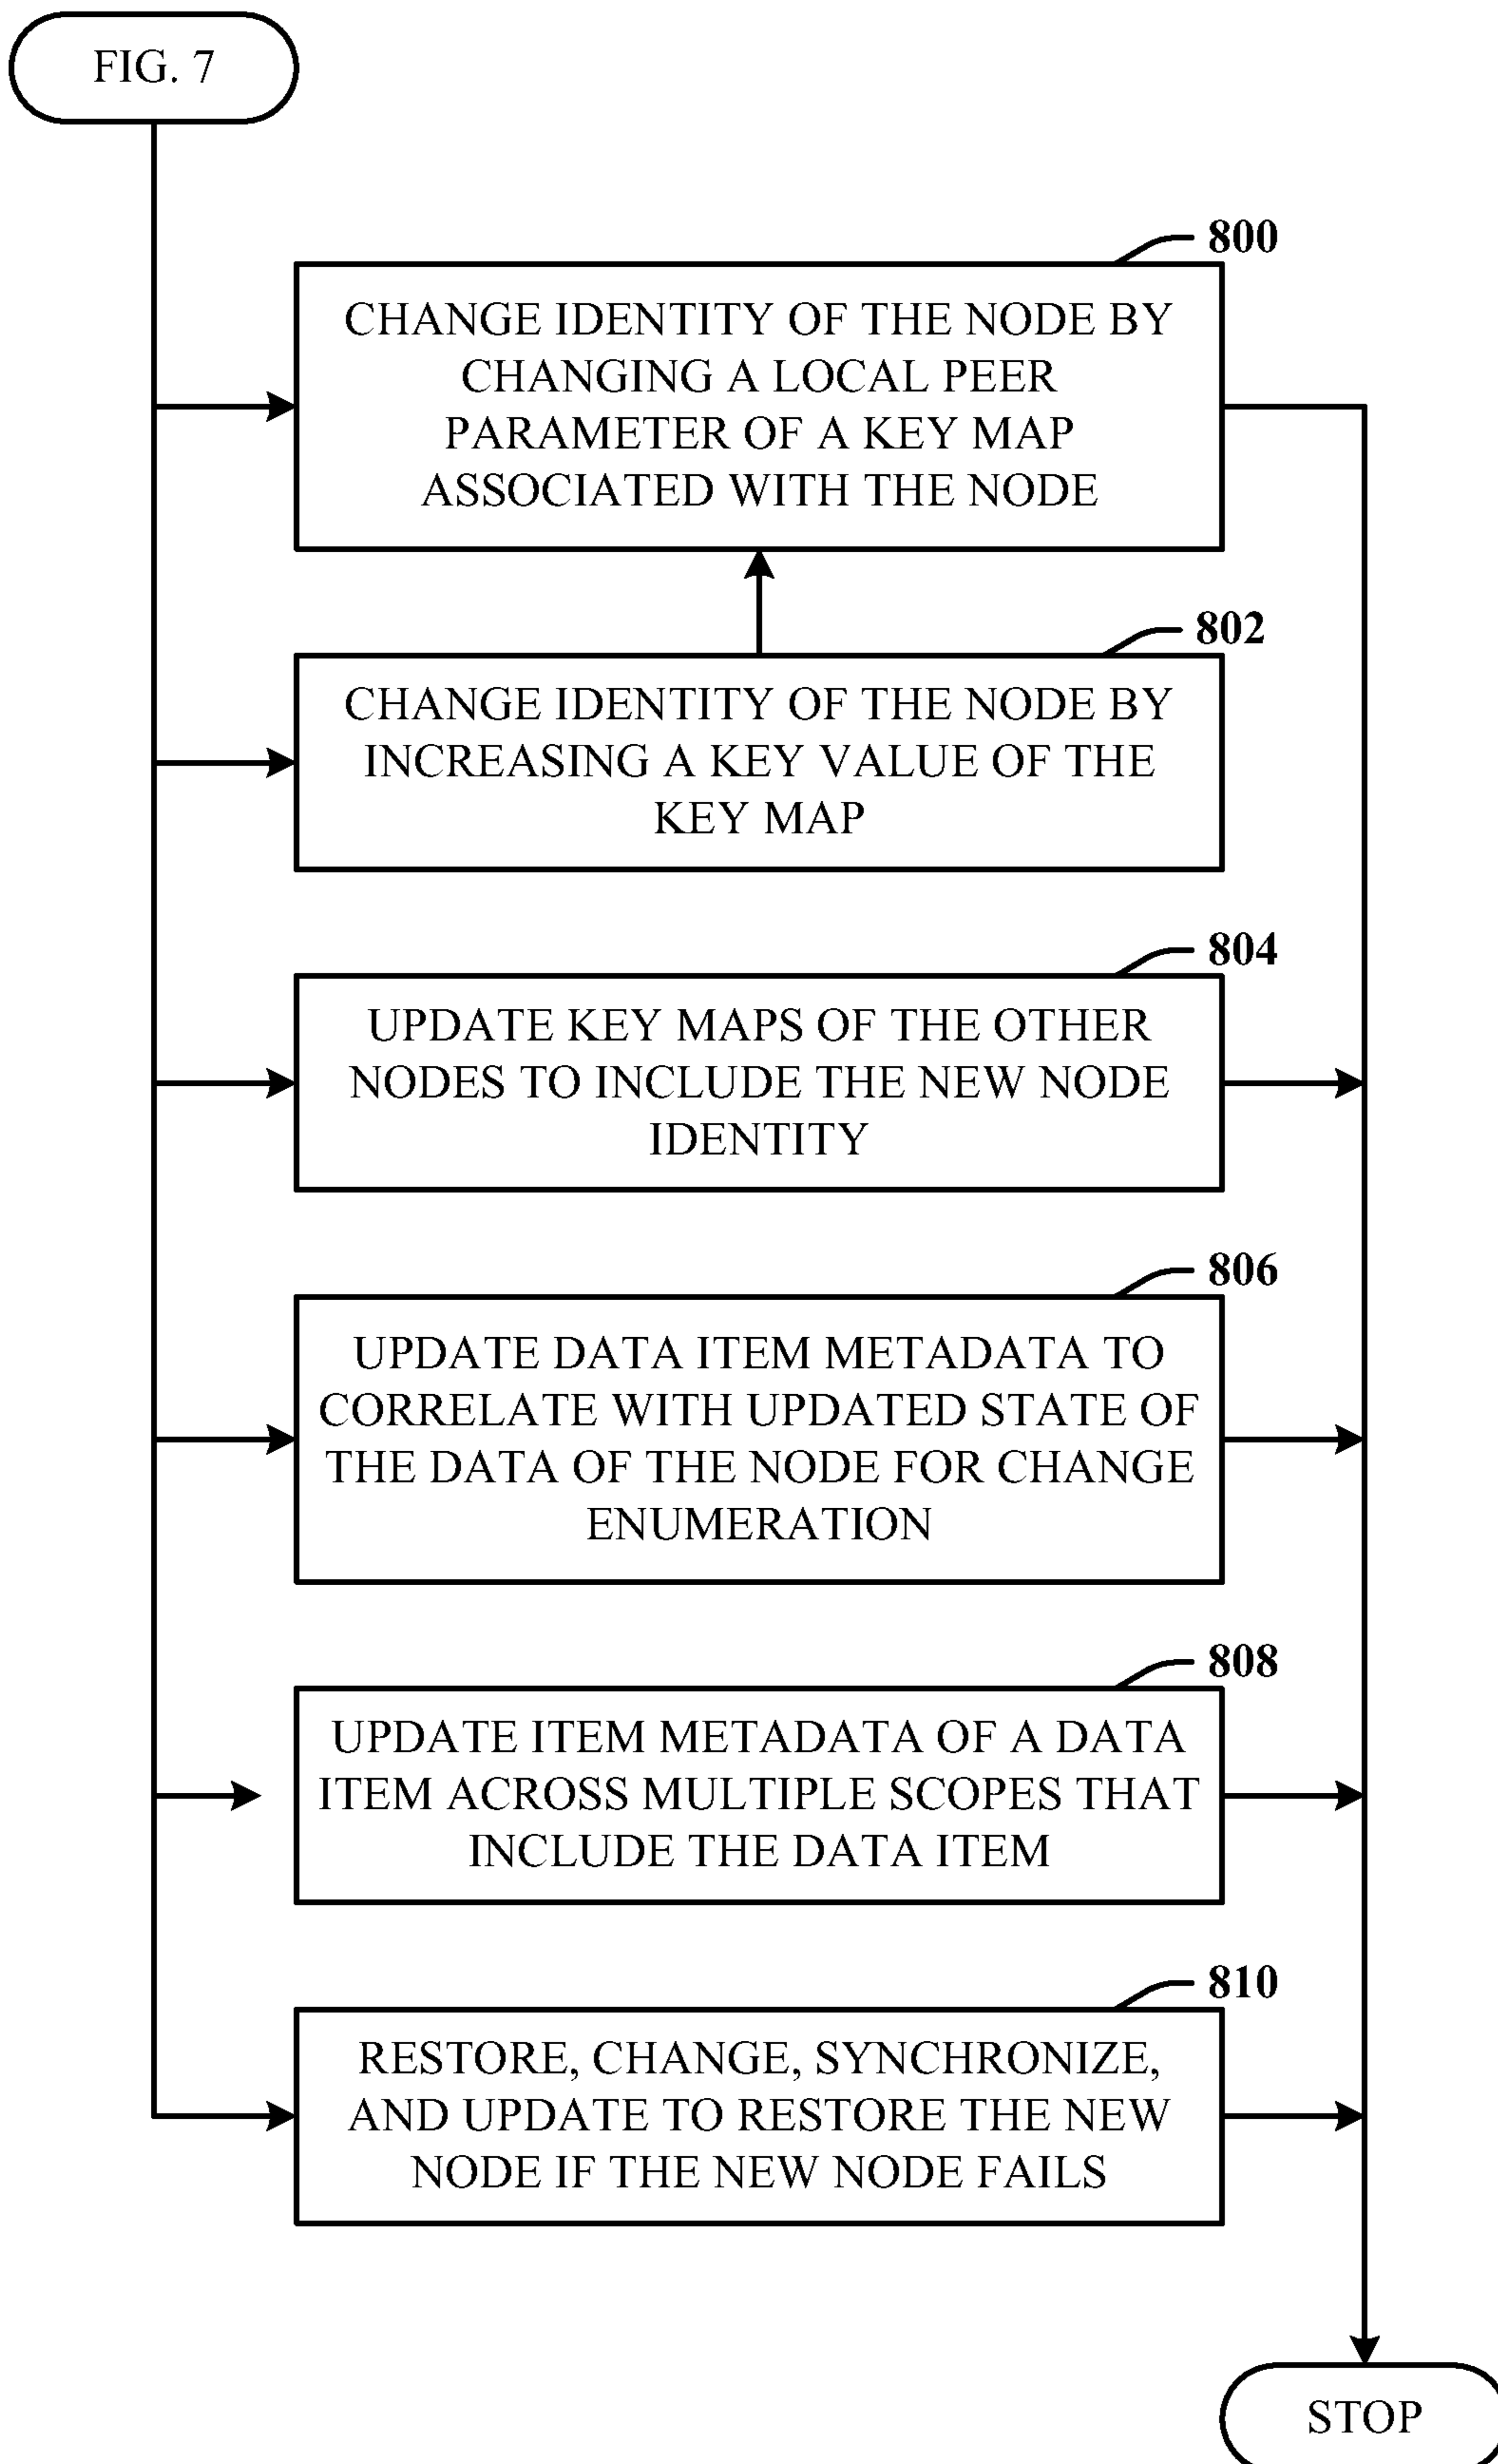 FIG. 7
800
CHANGE IDENTITY OF THE NODE BY
CHANGING A LOCAL PEER
PARAMETER OF A KEY MAP
ASSOCIATED WITH THE NODE
802
CHANGE IDENTITY OF THE NODE BY
INCREASING A KEY VALUE OF THE
KEY MAP
804
UPDATE KEY MAPS OF THE OTHER
NODES TO INCLUDE THE NEW NODE
IDENTITY
806
UPDATE DATA ITEM METADATA TO
CORRELATE WITH UPDATED STATE OF
THE DATA OF THE NODE FOR CHANGE
ENUMERATION
808
UPDATE ITEM METADATA OF A DATA
ITEM ACROSS MULTIPLE SCOPES THAT
INCLUDE THE DATA ITEM
810
RESTORE, CHANGE, SYNCHRONIZE,
AND UPDATE TO RESTORE THE NEW
NODE IF THE NEW NODE FAILS
STOP